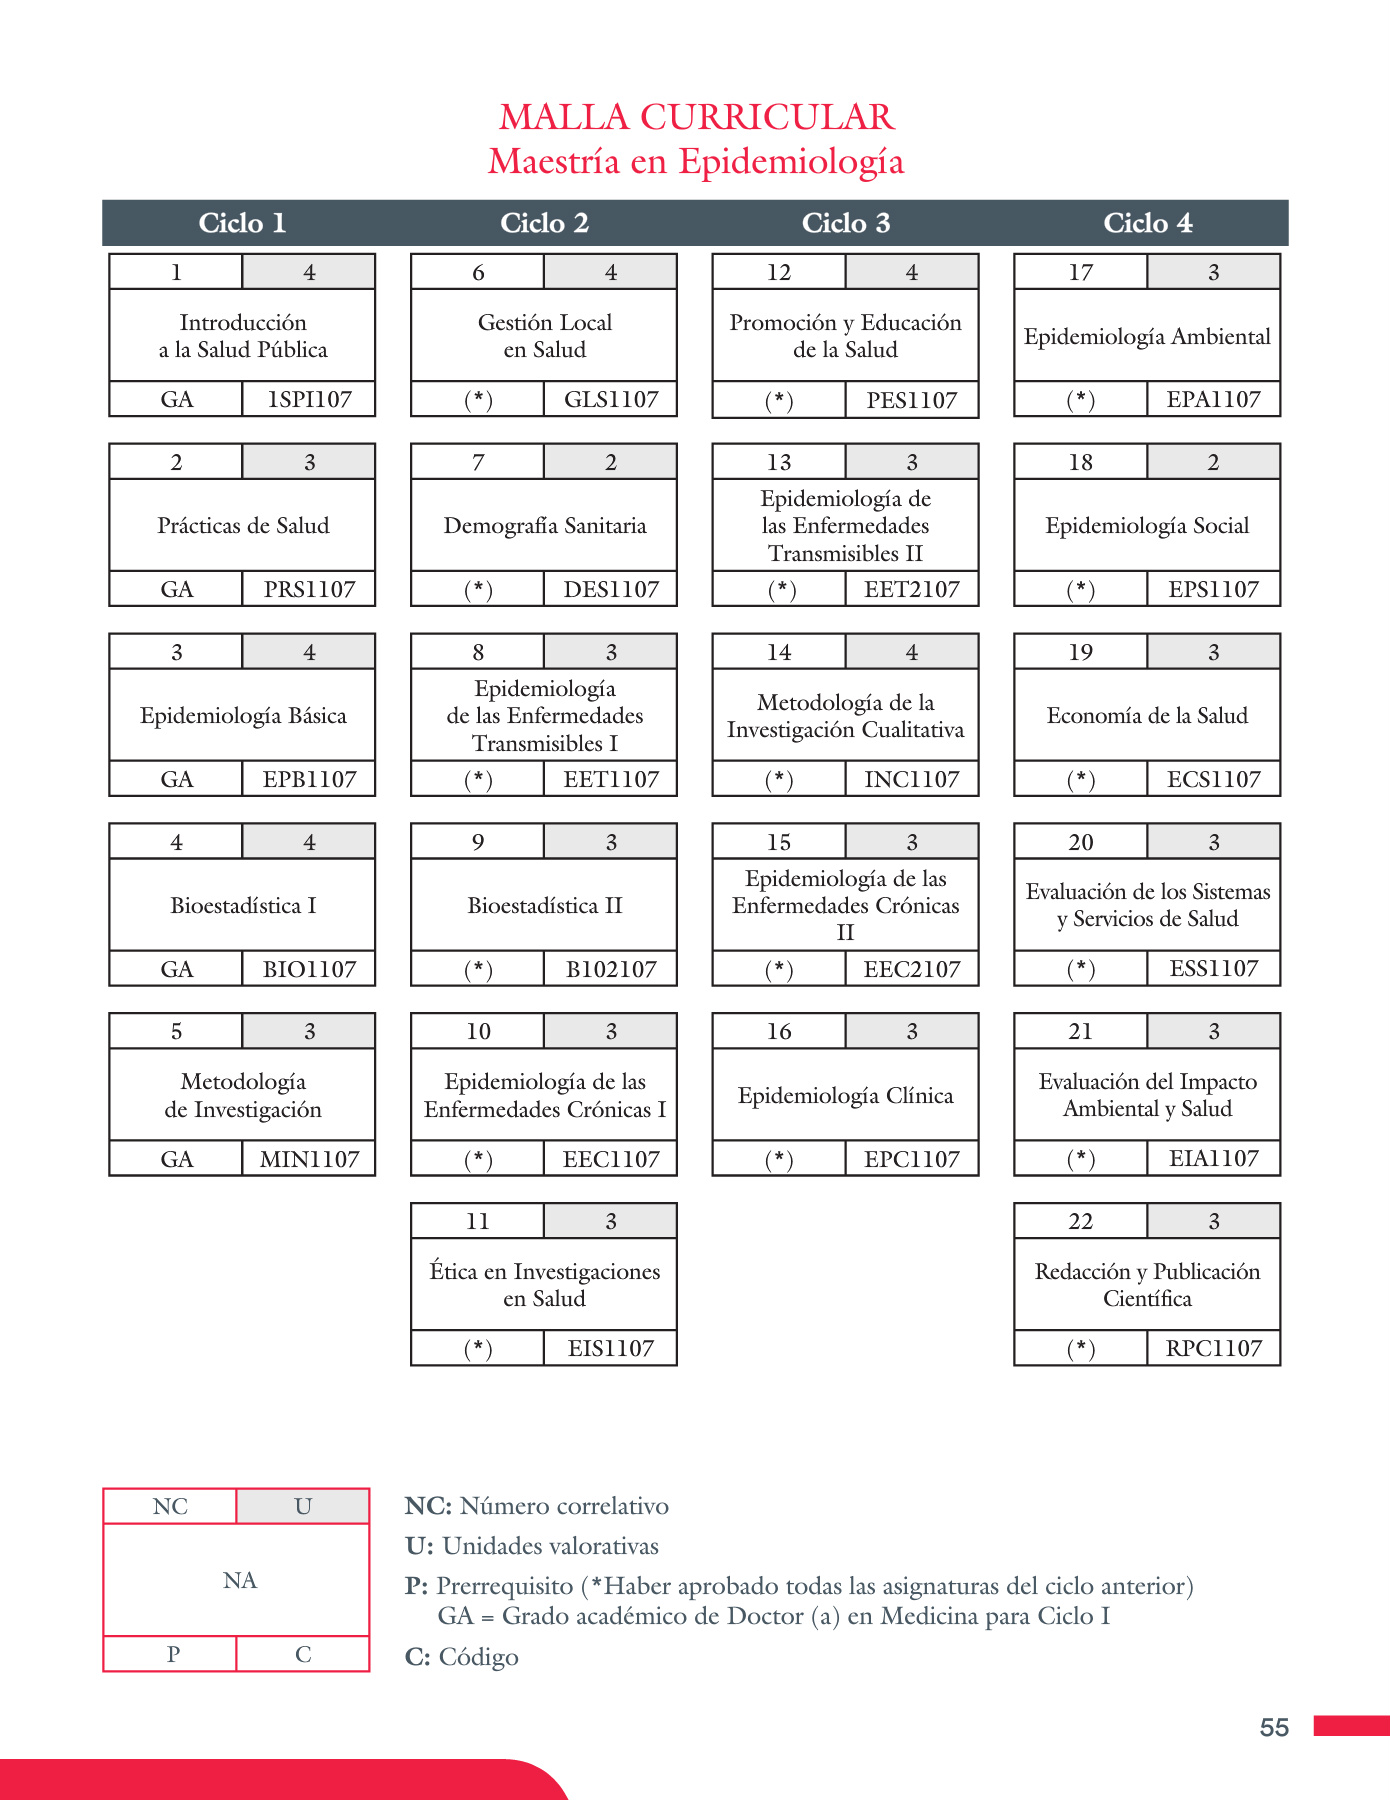 MALLA CURRICULAR
Maestría en Epidemiología
Ciclo 1
Ciclo 2
Ciclo 3
Ciclo 4
1 4
Introducción
a la Salud Pública
GA 1SPI107
2 3
Prácticas de Salud
GA PRS1107
3 4
Epidemiología Básica
GA EPB1107
4 4
Bioestadística I
GA BIO1107
5 3
Metodología
de Investigación
GA MIN1107
6 4
Gestión Local
en Salud
(*) GLS1107
7 2
Demografía Sanitaria
(*) DES1107
8 3
Epidemiología
de las Enfermedades
Transmisibles I
(*) EET1107
9 3
Bioestadística II
(*) B102107
10 3
Epidemiología de las
Enfermedades Crónicas I
(*) EEC1107
11 3
Ética en Investigaciones
en Salud
(*) EIS1107
12 4
Promoción y Educación
de la Salud
(*) PES1107
13 3
Epidemiología de
las Enfermedades
Transmisibles II
(*) EET2107
14 4
Metodología de la
Investigación Cualitativa
(*) INC1107
15 3
Epidemiología de las
Enfermedades Crónicas
II
(*) EEC2107
16 3
Epidemiología Clínica
(*) EPC1107
17 3
Epidemiología Ambiental
(*) EPA1107
18 2
Epidemiología Social
(*) EPS1107
19 3
Economía de la Salud
(*) ECS1107
20 3
Evaluación de los Sistemas
y Servicios de Salud
(*) ESS1107
21 3
Evaluación del Impacto
Ambiental y Salud
(*) EIA1107
22 3
Redacción y Publicación
Científica
(*) RPC1107
NC U
NA
P C
NC: Número correlativo
U: Unidades valorativas
P: Prerrequisito (*Haber aprobado todas las asignaturas del ciclo anterior)
GA = Grado académico de Doctor (a) en Medicina para Ciclo I
C: Código
55